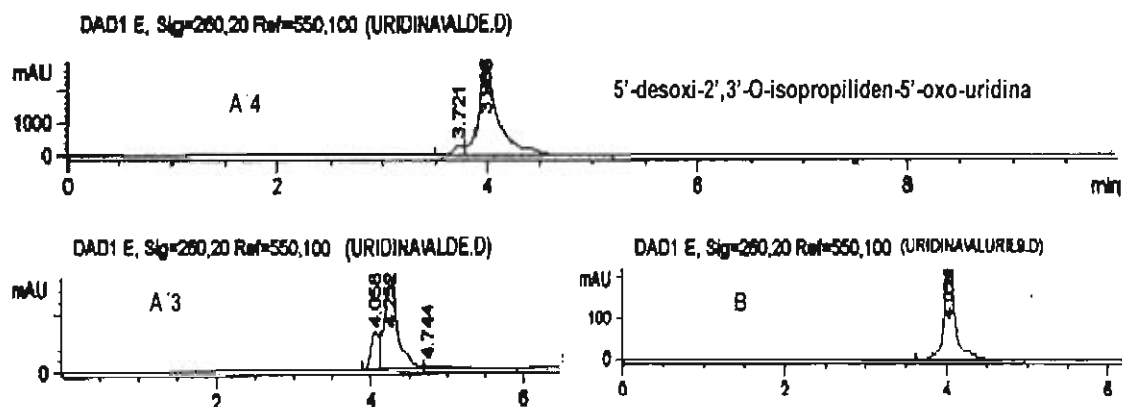 DAD1 E, Sig=260,20 Ref=550,100 (URIDINA\ALDE.D)
mAU
A´4
3.721
5'-desoxi-2',3'-O-isopropiliden-5'-oxo-uridina
1000
0
0 2 4 6 8 min
DAD1 E, Sig=260,20 Ref=550,100 (URIDINA\ALDE.D)
mAU
A´3
4.058
4.259
4.744
0
2 4 6
DAD1 E, Sig=260,20 Ref=550,100
mAU
B
100
0
0 2 4 6